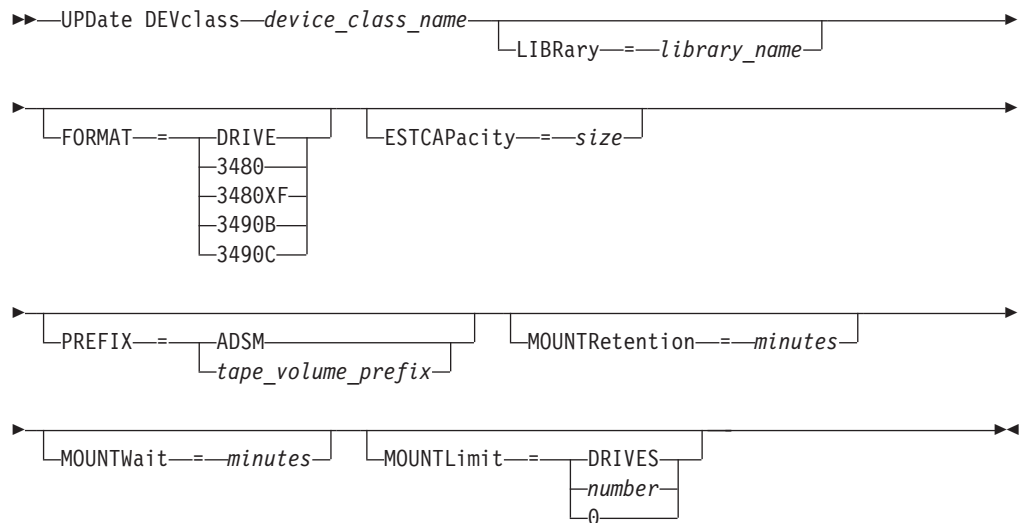 UPDate DEVclass device_class_name
LIBRary = library_name
FORMAT = DRIVE
3480
3480XF
3490B
3490C
ESTCAPacity = size
PREFIX = ADSM
tape_volume_prefix
MOUNTRetention = minutes
MOUNTWait = minutes
MOUNTLimit = DRIVES
number
0